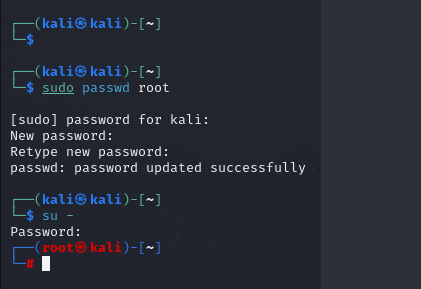 ┌──(kali㉿kali)-[~]
└─$
┌──(kali㉿kali)-[~]
└─$ sudo passwd root
[sudo] password for kali:
New password:
Retype new password:
passwd: password updated successfully
┌──(kali㉿kali)-[~]
└─$ su -
Password:
┌──(root㉿kali)-[~]
└─#